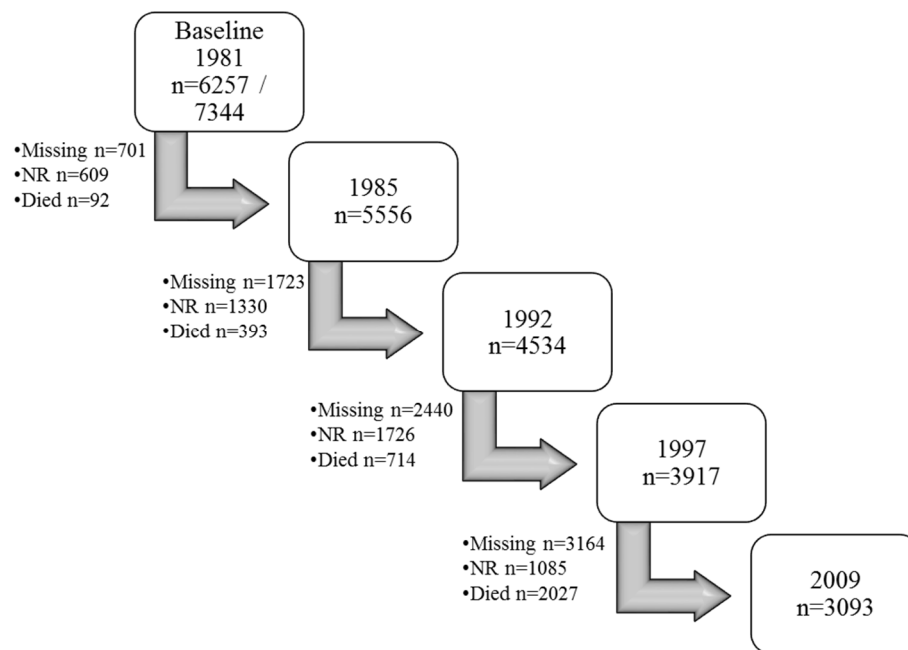 Baseline
1981
n=6257 /
7344
•Missing n=701
•NR n=609
•Died n=92
1985
n=5556
•Missing n=1723
•NR n=1330
•Died n=393
1992
n=4534
•Missing n=2440
•NR n=1726
•Died n=714
1997
n=3917
•Missing n=3164
•NR n=1085
•Died n=2027
2009
n=3093